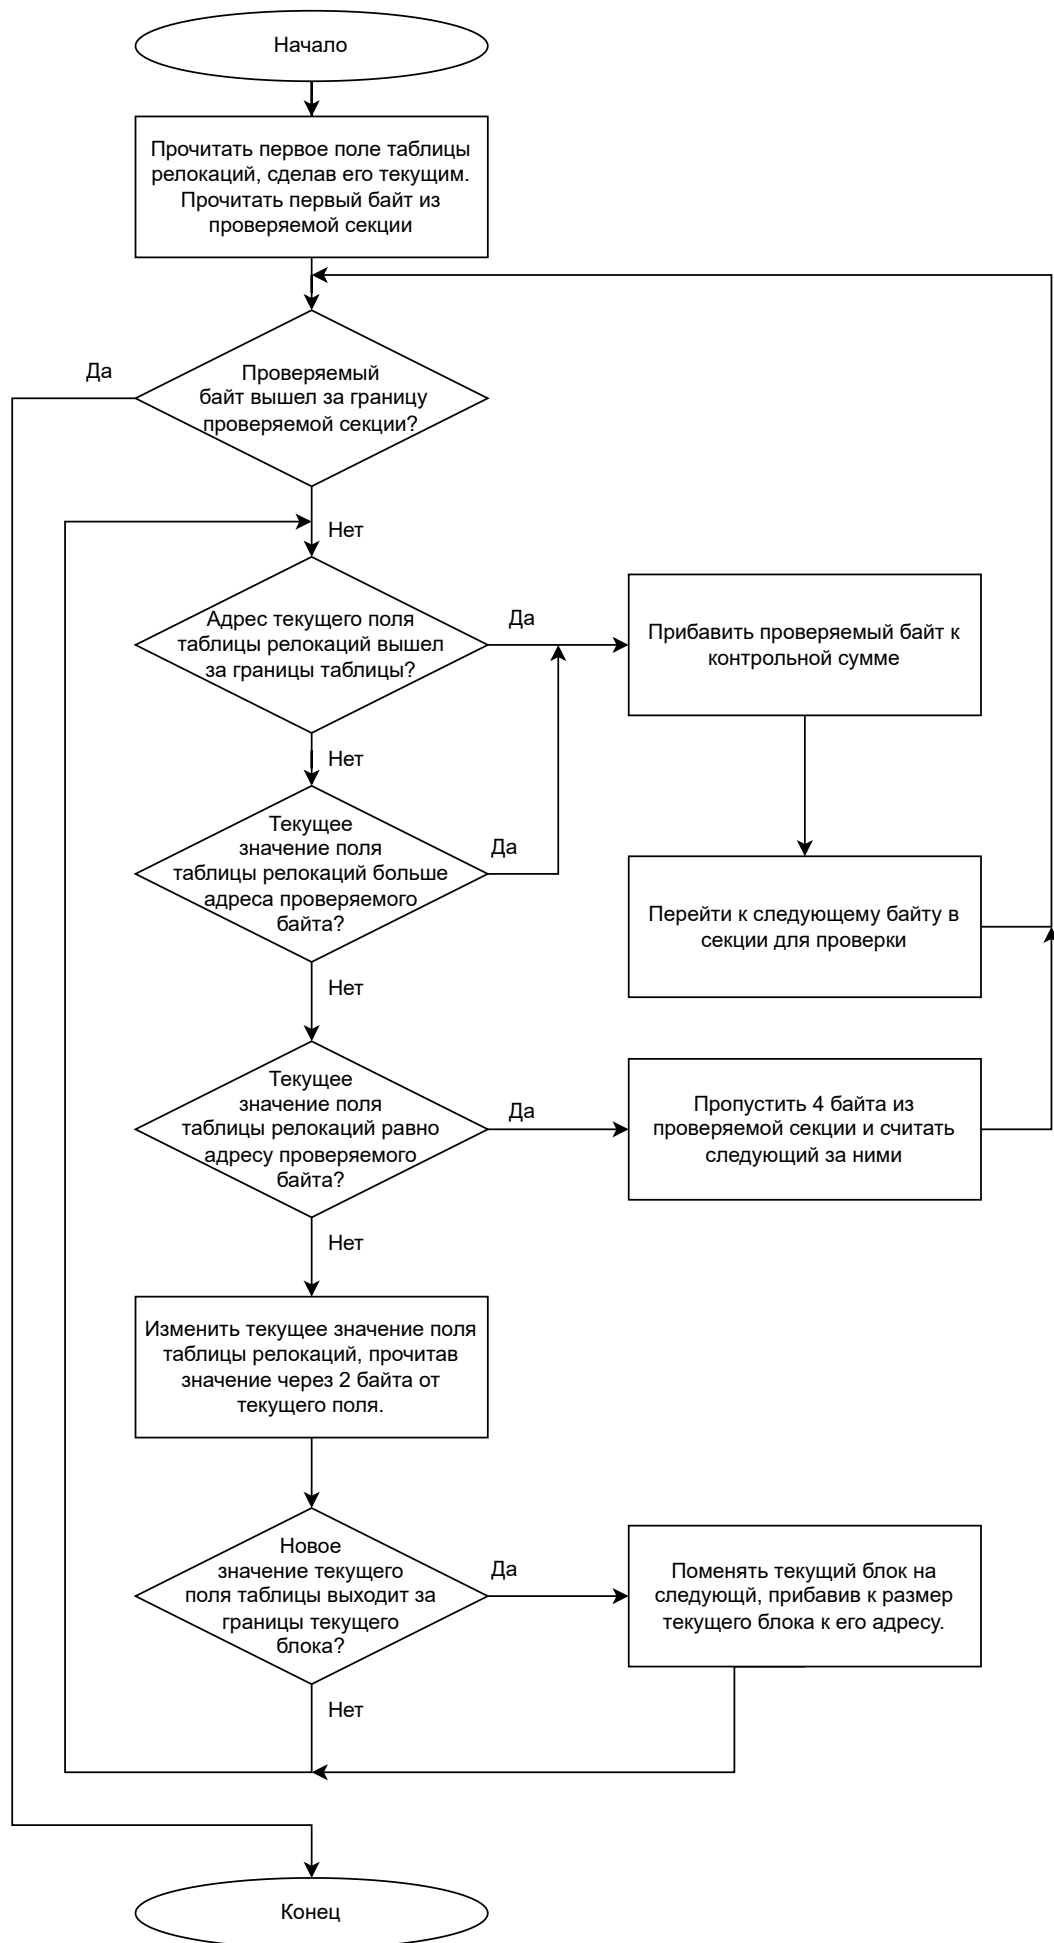 Начало
Прочитать первое поле таблицы
релокаций, сделав его текущим.
Прочитать первый байт из
проверяемой секции
Да
Проверяемый
байт вышел за границу
проверяемой секции?
Нет
Адрес текущего поля
таблицы релокаций вышел
за границы таблицы?
Да
Прибавить проверяемый байт к
контрольной сумме
Нет
Текущее
значение поля
таблицы релокаций больше
адреса проверяемого
байта?
Да
Перейти к следующему байту в
секции для проверки
Нет
Текущее
значение поля
таблицы релокаций равно
адресу проверяемого
байта?
Да
Пропустить 4 байта из
проверяемой секции и считать
следующий за ними
Нет
Изменить текущее значение поля
таблицы релокаций, прочитав
значение через 2 байта от
текущего поля.
Новое
значение текущего
поля таблицы выходит за
границы текущего
блока?
Да
Поменять текущий блок на
следующй, прибавив к размер
текущего блока к его адресу.
Нет
Конец